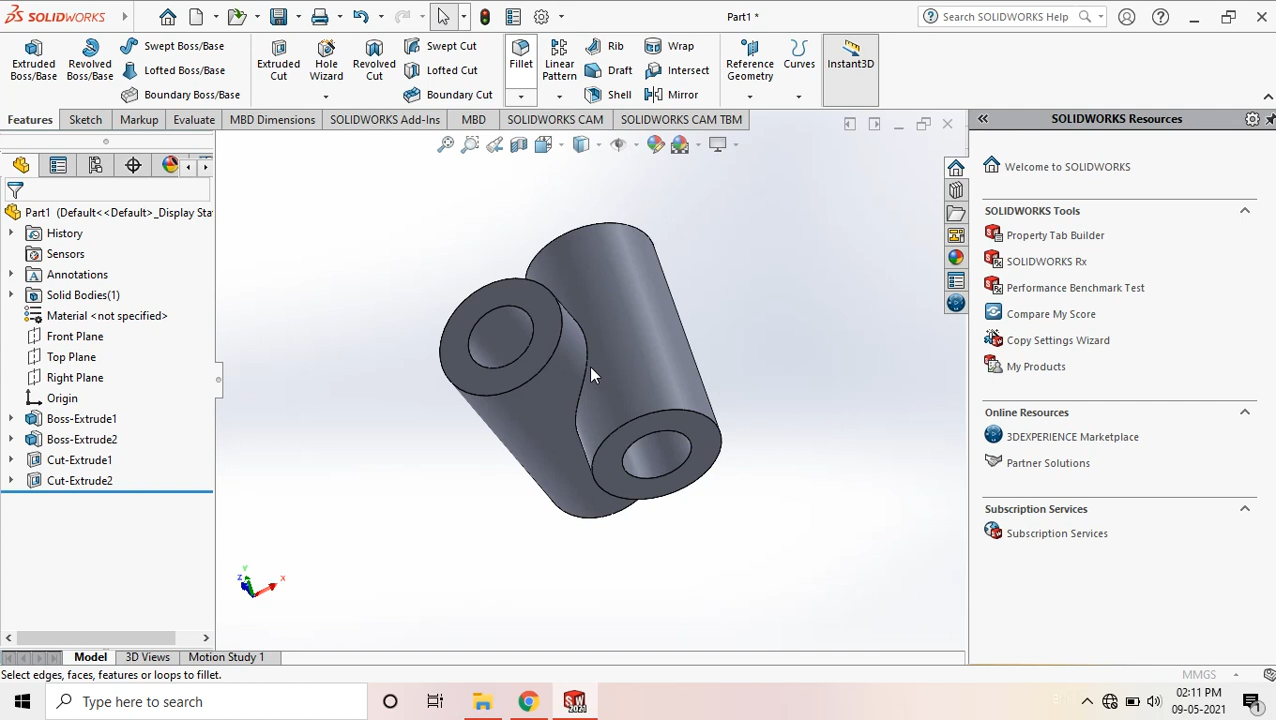 SOLIDWORKS
Part1 *
Search SOLIDWORKS Help
Extruded Boss/Base
Revolved Boss/Base
Swept Boss/Base
Lofted Boss/Base
Boundary Boss/Base
Extruded Cut
Hole Wizard
Revolved Cut
Swept Cut
Lofted Cut
Boundary Cut
Fillet
Linear Pattern
Rib
Draft
Shell
Wrap
Intersect
Mirror
Reference Geometry
Curves
Instant3D
Features
Sketch
Markup
Evaluate
MBD Dimensions
SOLIDWORKS Add-Ins
MBD
SOLIDWORKS CAM
SOLIDWORKS CAM TBM
Part1 (Default<<Default>_Display Sta
History
Sensors
Annotations
Solid Bodies(1)
Material <not specified>
Front Plane
Top Plane
Right Plane
Origin
Boss-Extrude1
Boss-Extrude2
Cut-Extrude1
Cut-Extrude2
Y
Z
X
SOLIDWORKS Resources
Welcome to SOLIDWORKS
SOLIDWORKS Tools
Property Tab Builder
SOLIDWORKS Rx
Performance Benchmark Test
Compare My Score
Copy Settings Wizard
My Products
Online Resources
3DEXPERIENCE Marketplace
Partner Solutions
Subscription Services
Subscription Services
Model
3D Views
Motion Study 1
Select edges, faces, features or loops to fillet.
MMGS
Type here to search
SW
2021
02:11 PM
09-05-2021
1